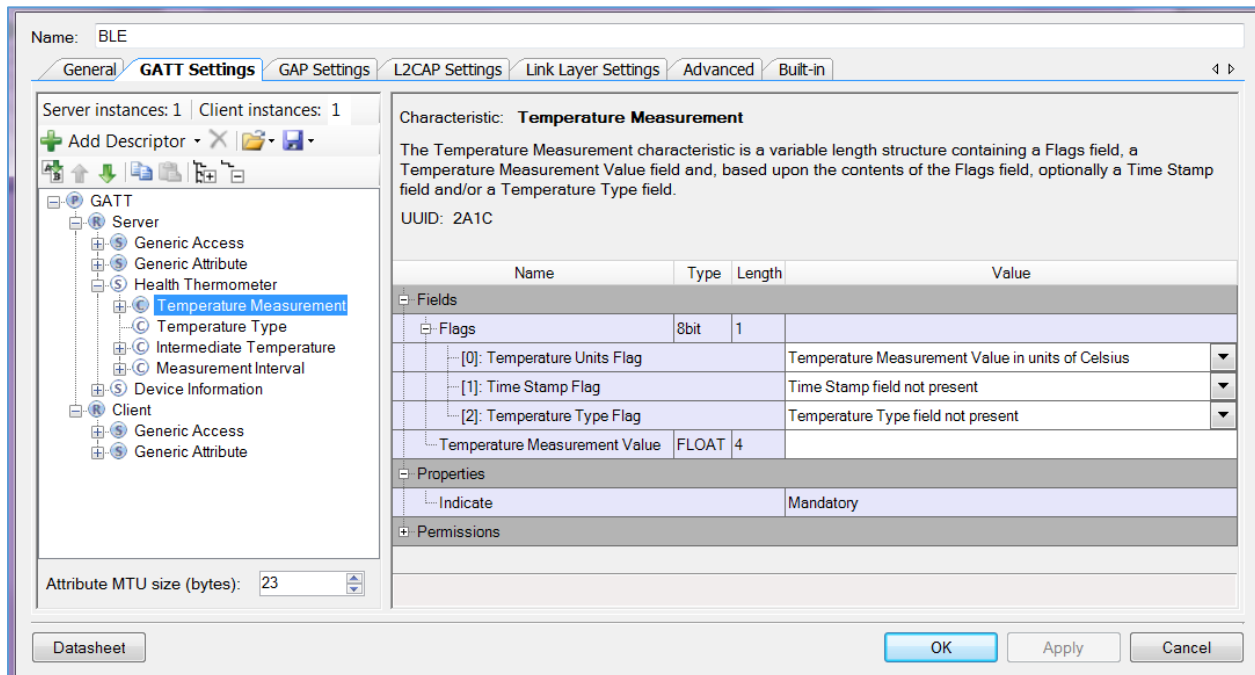 Name: BLE
General GATT Settings GAP Settings L2CAP Settings Link Layer Settings Advanced Built-in
Server instances: 1 Client instances: 1
Add Descriptor
GATT
Server
Generic Access
Generic Attribute
Health Thermometer
Temperature Measurement
Temperature Type
Intermediate Temperature
Measurement Interval
Device Information
Client
Generic Access
Generic Attribute
Attribute MTU size (bytes): 23
Characteristic: Temperature Measurement
The Temperature Measurement characteristic is a variable length structure containing a Flags field, a
Temperature Measurement Value field and, based upon the contents of the Flags field, optionally a Time Stamp
field and/or a Temperature Type field.
UUID: 2A1C
Name Type Length Value
Fields
Flags 8bit 1
[0]: Temperature Units Flag Temperature Measurement Value in units of Celsius
[1]: Time Stamp Flag Time Stamp field not present
[2]: Temperature Type Flag Temperature Type field not present
Temperature Measurement Value FLOAT 4
Properties
Indicate Mandatory
Permissions
Datasheet OK Apply Cancel